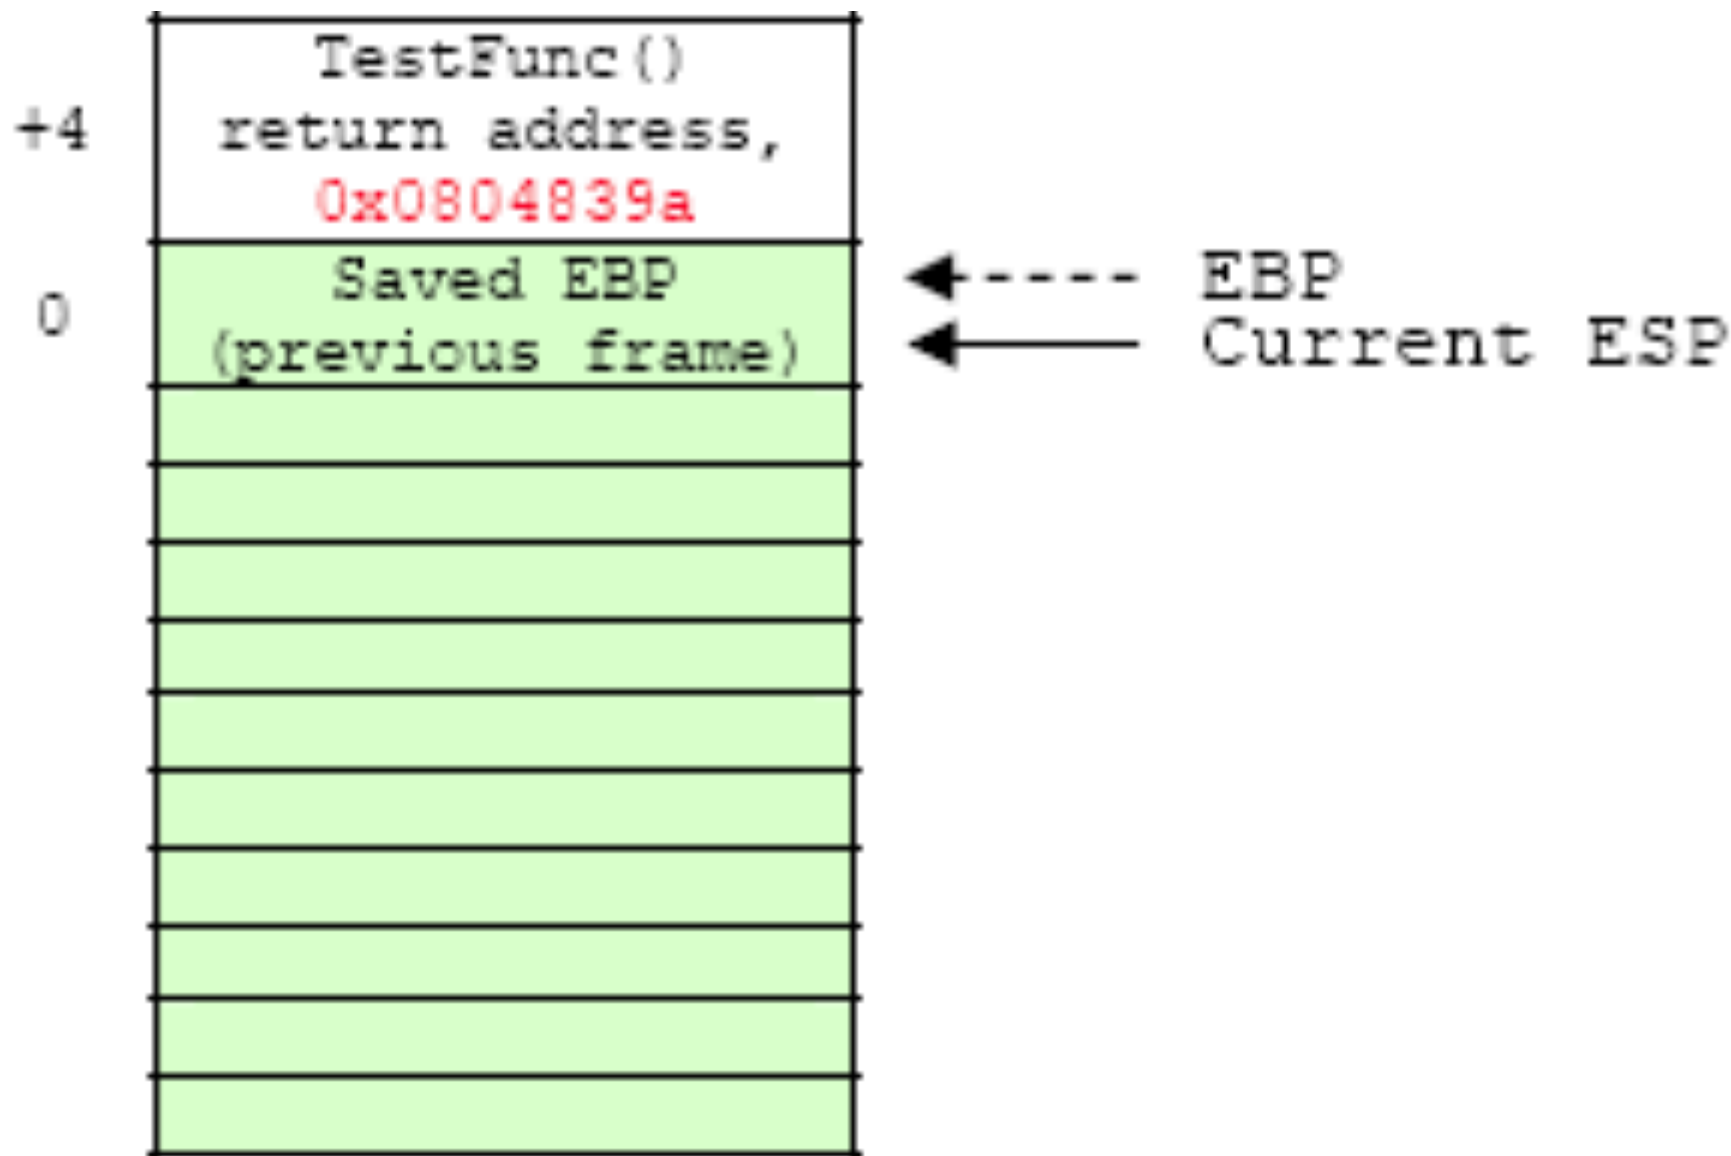 TestFunc()
+4 return address,
0x0804839a
Saved EBP
EBP
0
(previous frame)
Current ESP